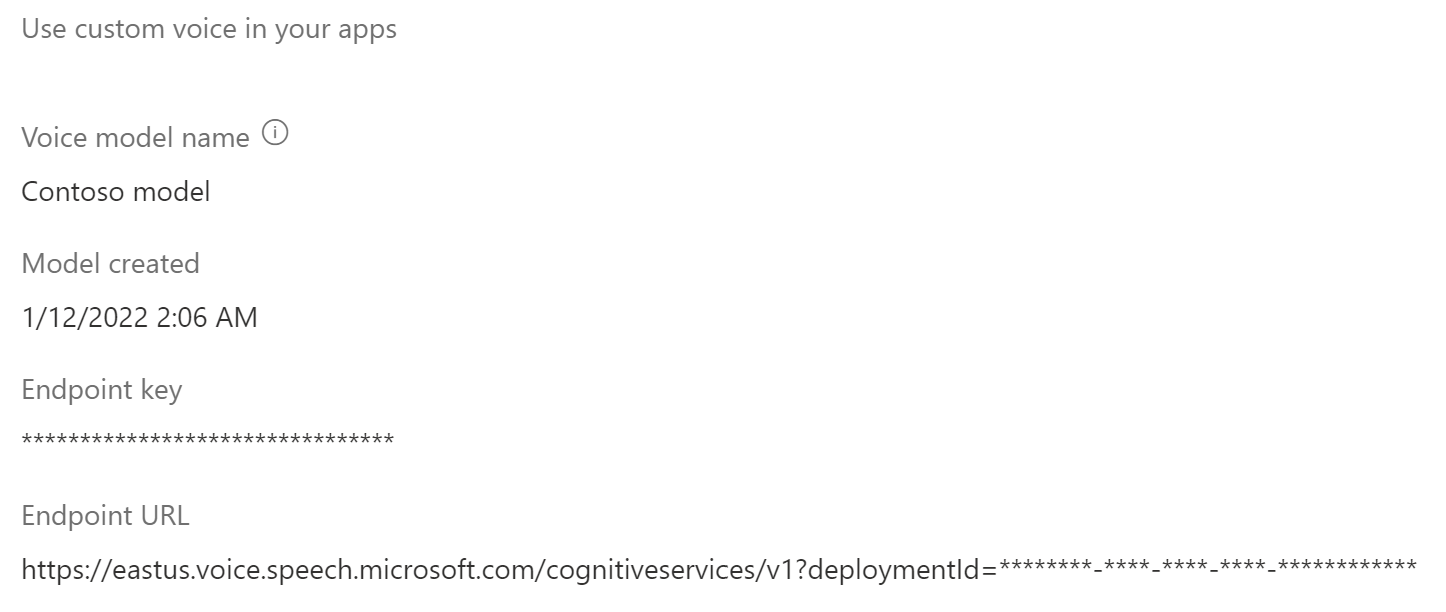 Use custom voice in your apps
Voice model name
Contoso model
Model created
1/12/2022 2:06 AM
Endpoint key
********************************
Endpoint URL
https://eastus.voice.speech.microsoft.com/cognitiveservices/v1?deploymentId=********-****-****-****-************